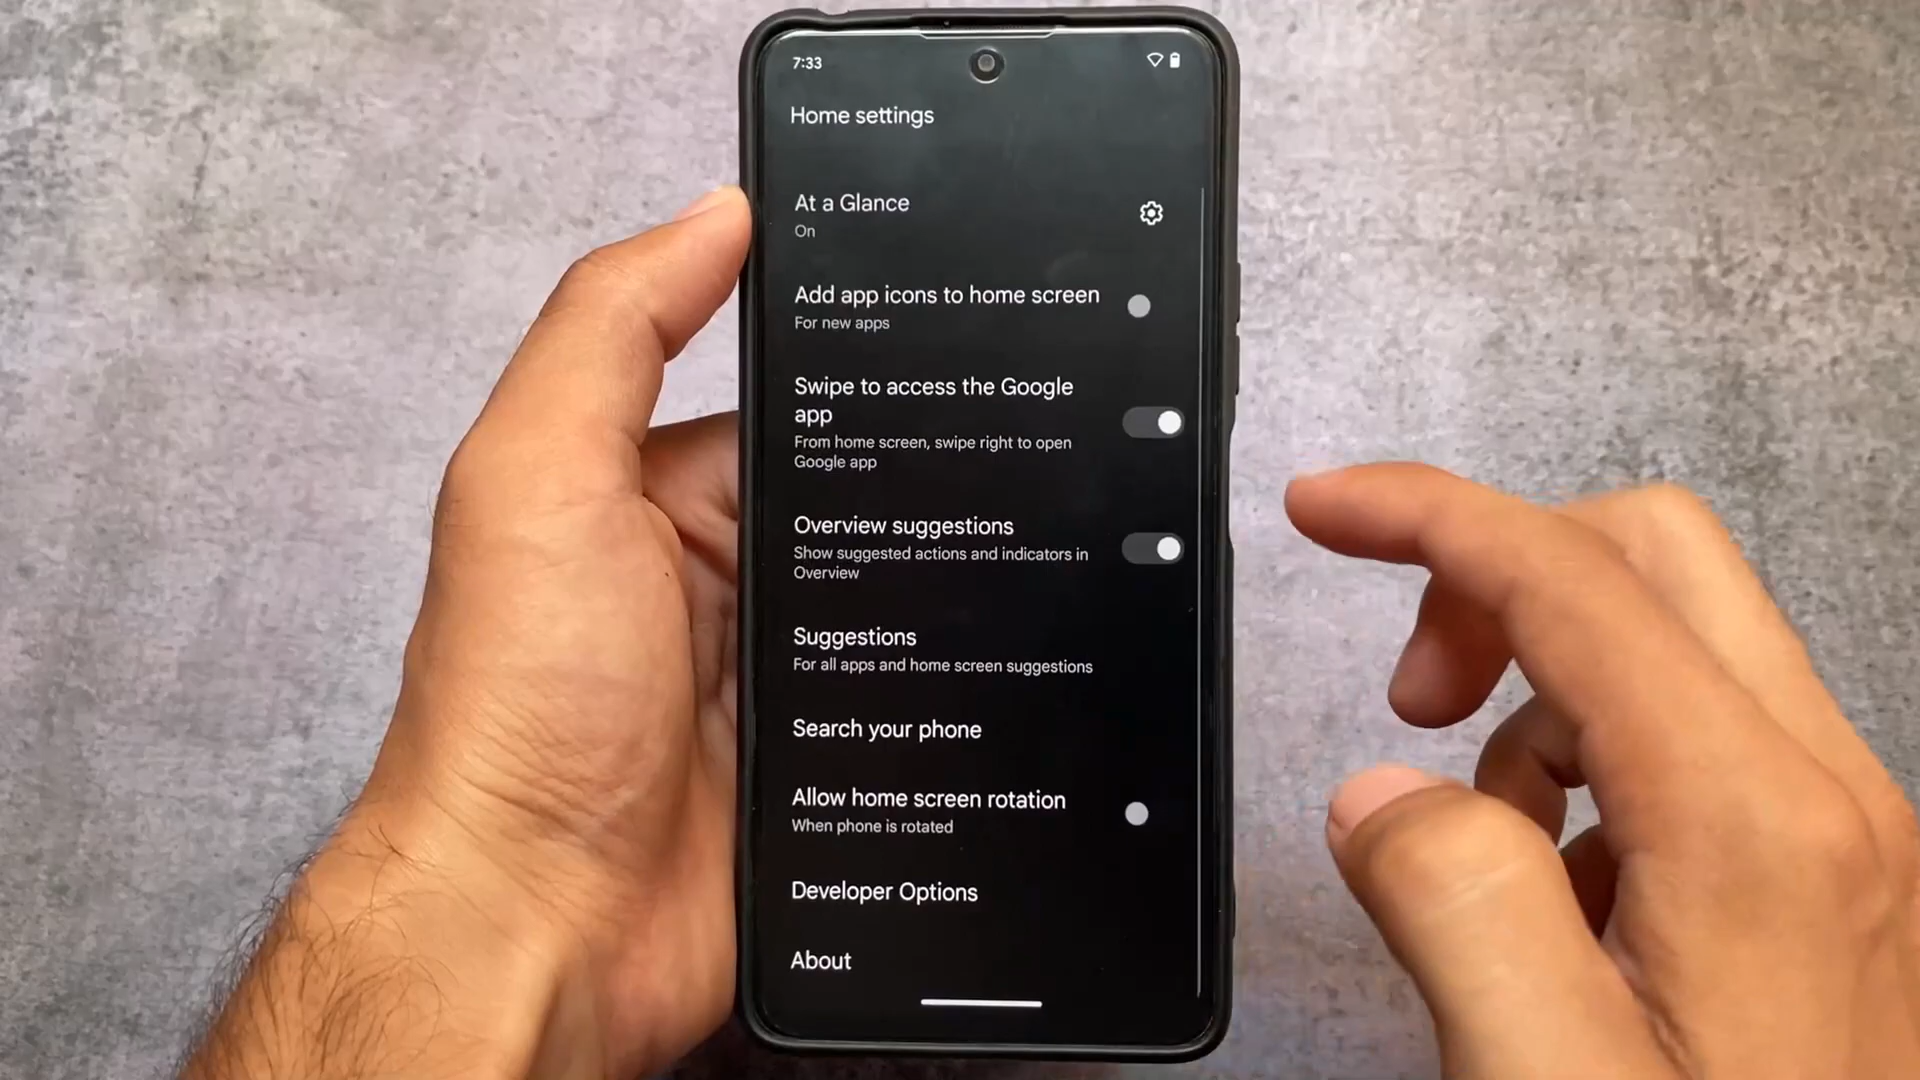 7:33
Home settings
At a Glance
On
Add app icons to home screen
For new apps
Swipe to access the Google
app
From home screen, swipe right to open
Google app
Overview suggestions
Show suggested actions and indicators in
Overview
Suggestions
For all apps and home screen suggestions
Search your phone
Allow home screen rotation
When phone is rotated
Developer Options
About